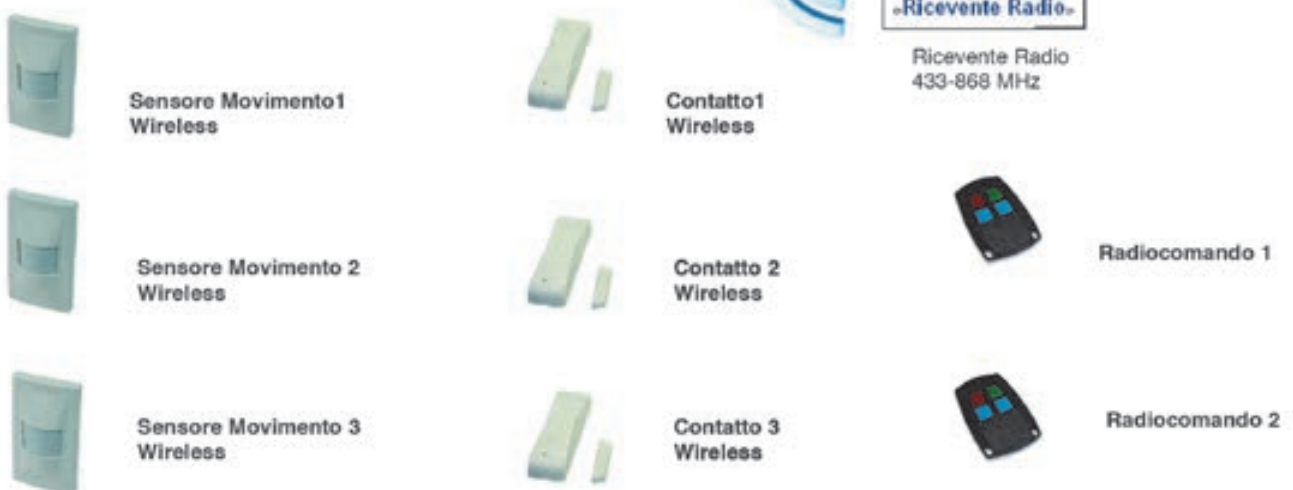 «Ricevente Radio»
Ricevente Radio
433-868 MHz
Sensore Movimento1
Wireless
Contatto1
Wireless
Sensore Movimento 2
Wireless
Contatto 2
Wireless
Radiocomando 1
Sensore Movimento 3
Wireless
Contatto 3
Wireless
Radiocomando 2